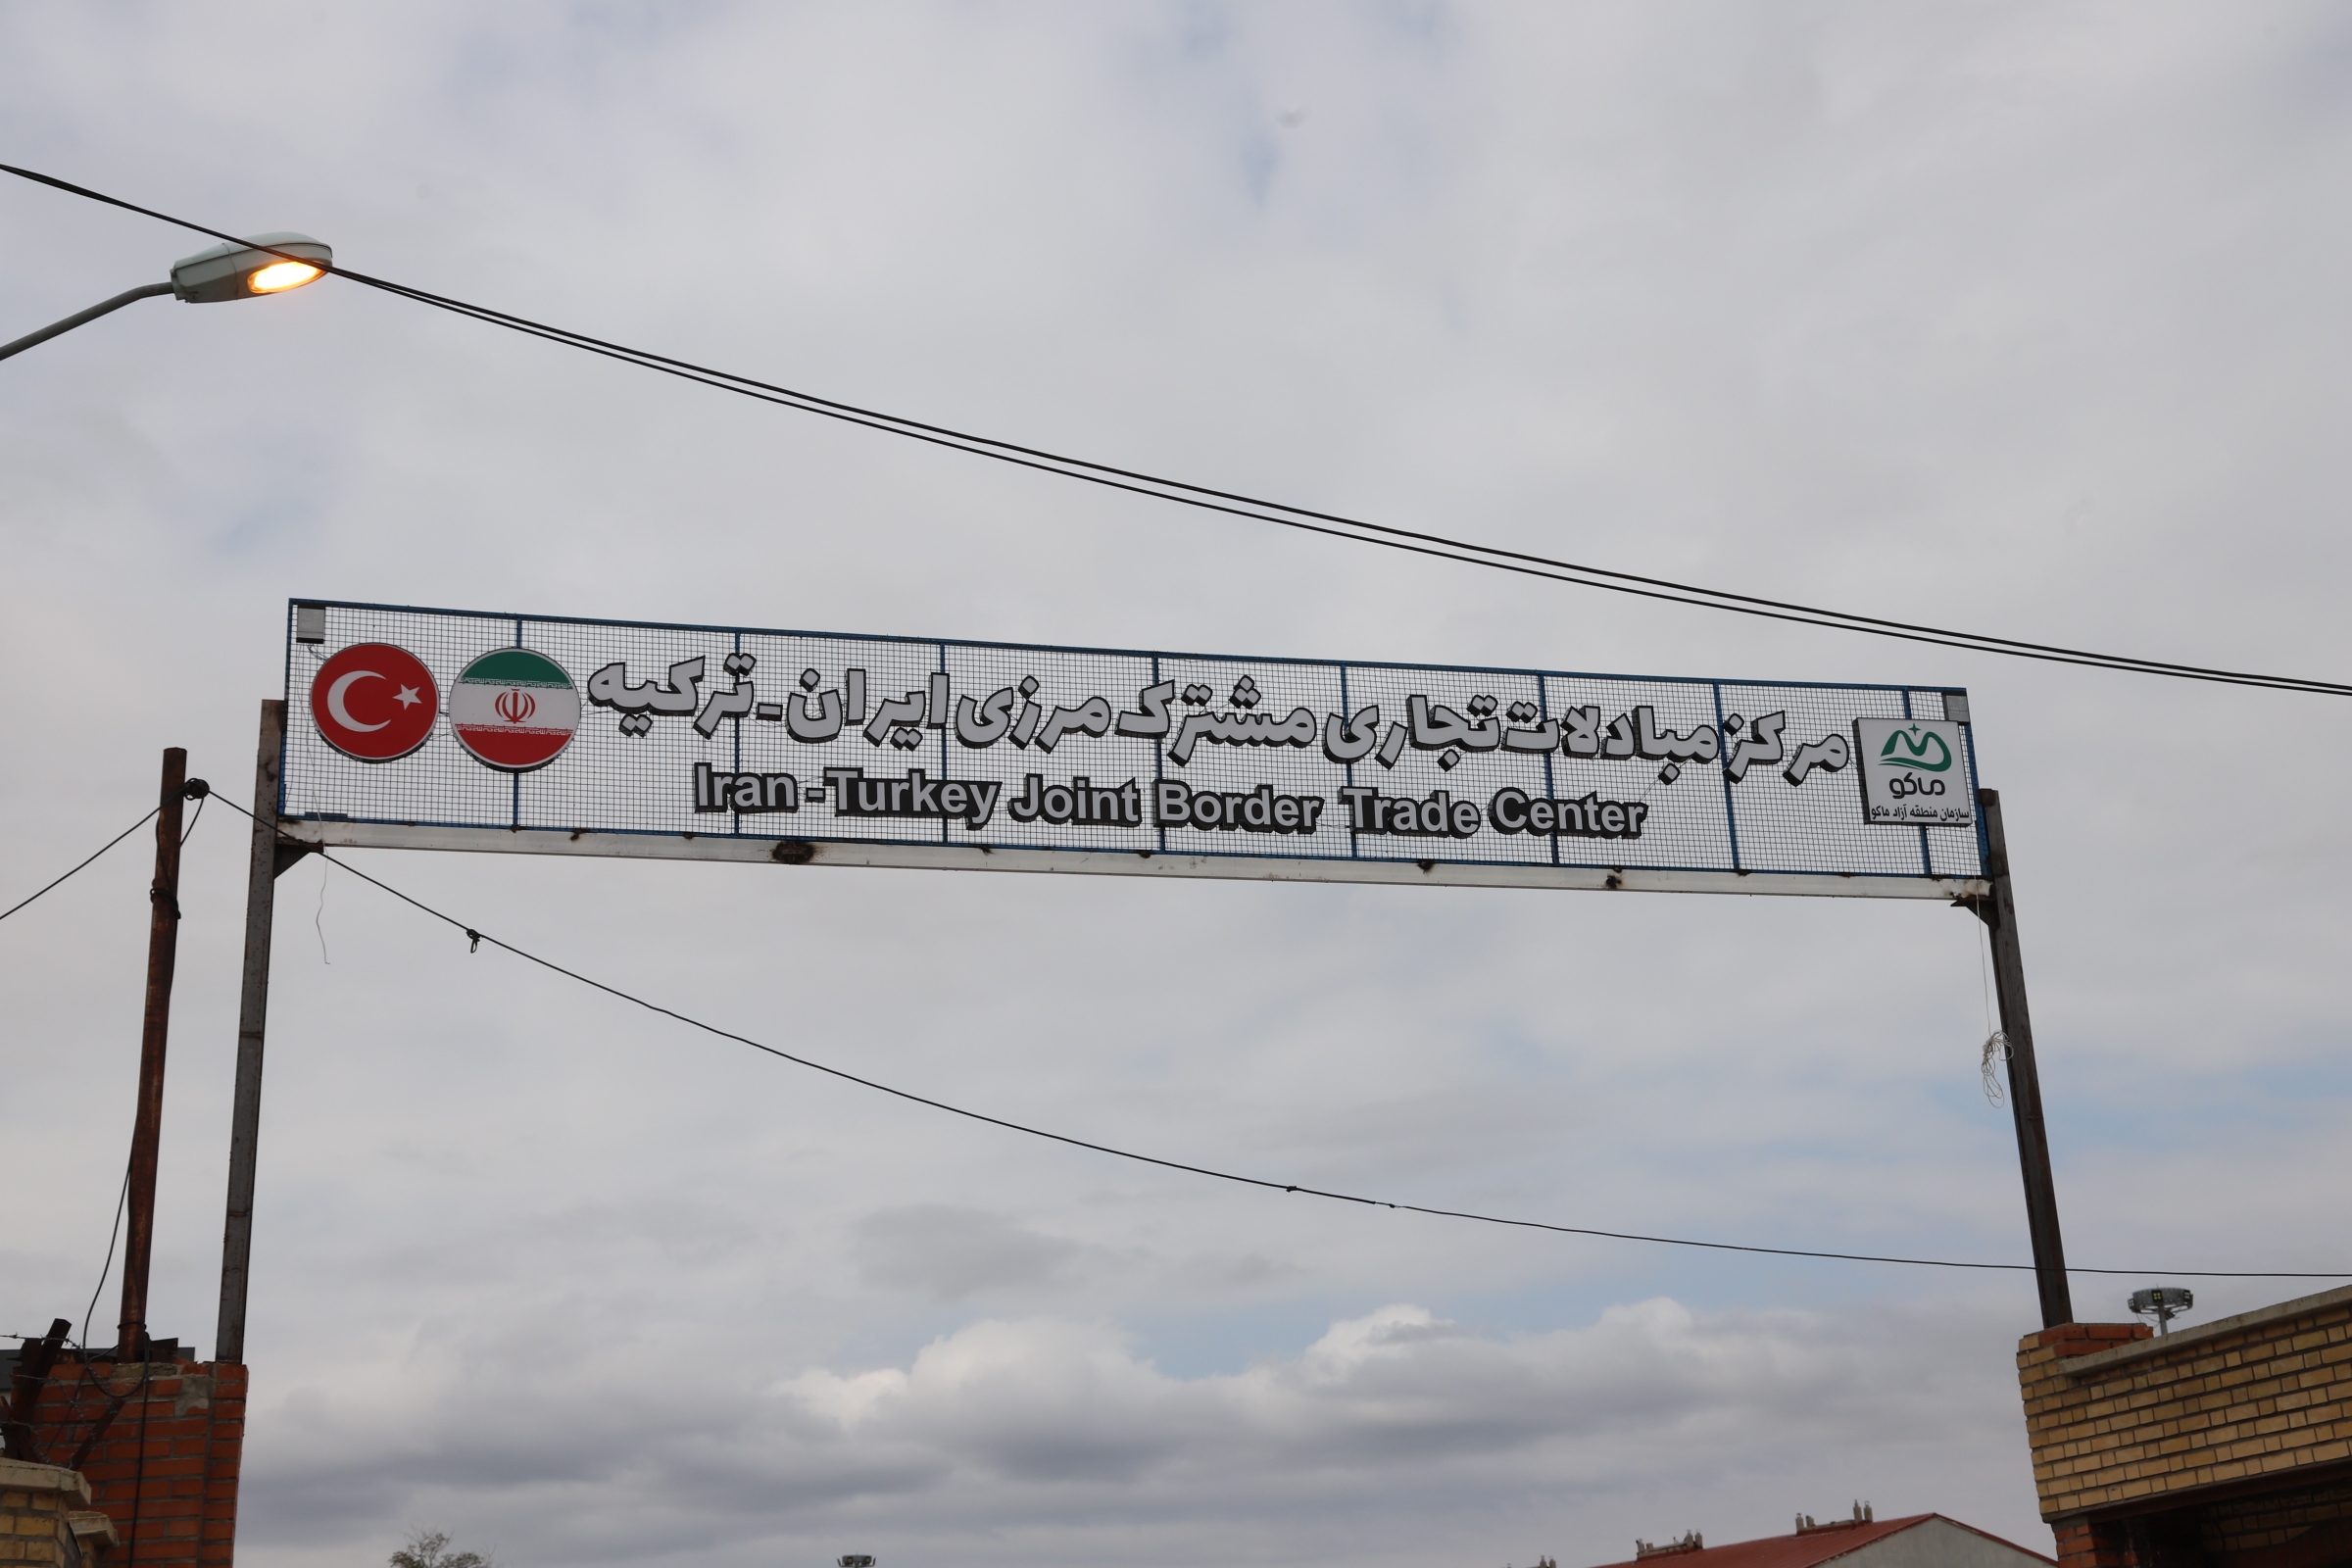 مرکز مبادلات تجاری مشترک مرزی ایران-ترکیه
Iran-Turkey Joint Border Trade Center
ماکو
سازمان منطقه آزاد ماکو